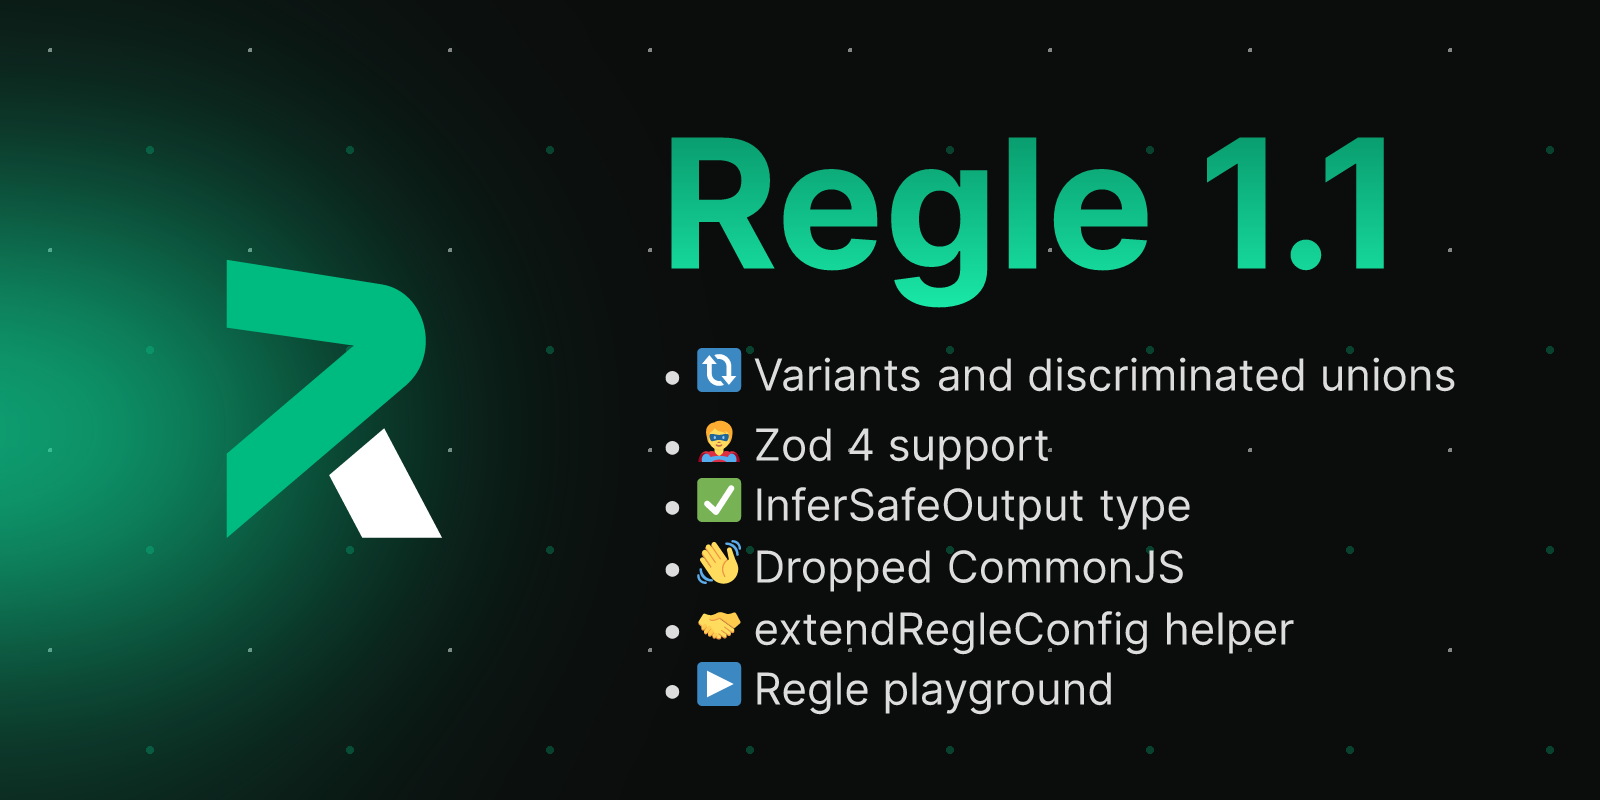 Regle 1.1
• 🔃 Variants and discriminated unions
• 🦸‍♂️ Zod 4 support
• ✅ InferSafeOutput type
• 👋 Dropped CommonJS
• 🤝 extendRegleConfig helper
• ▶️ Regle playground